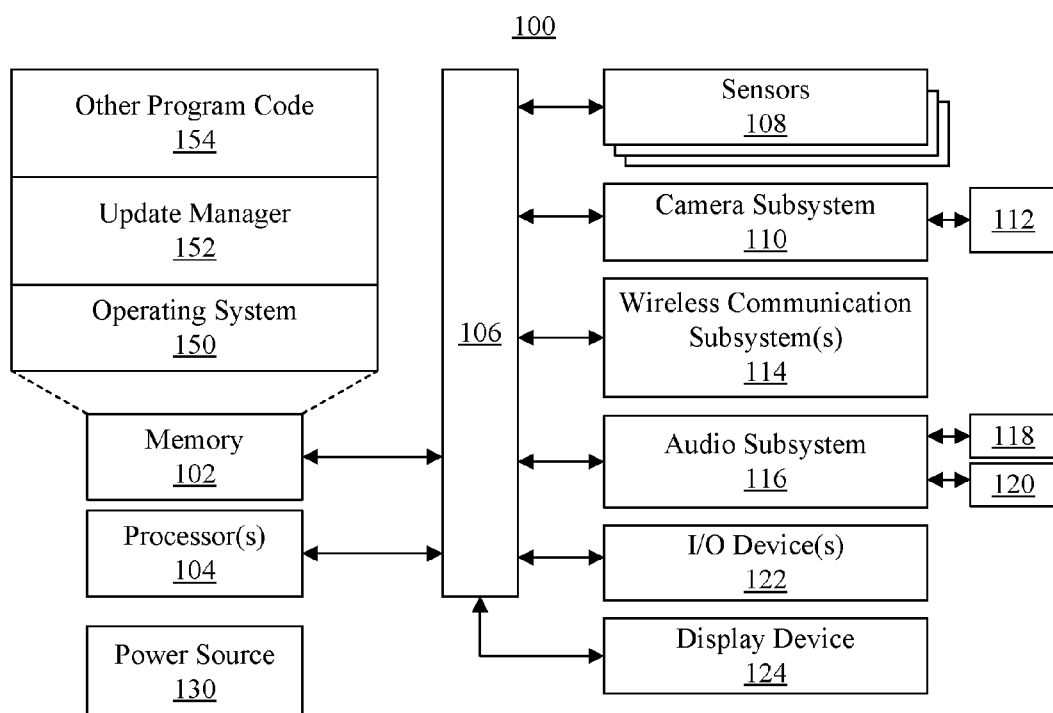 100
Other Program Code
154
Update Manager
152
Operating System
150
Memory
102
Processor(s)
104
Power Source
130
106
Sensors
108
Camera Subsystem
110
112
Wireless Communication
Subsystem(s)
114
Audio Subsystem
116
118
120
I/O Device(s)
122
Display Device
124